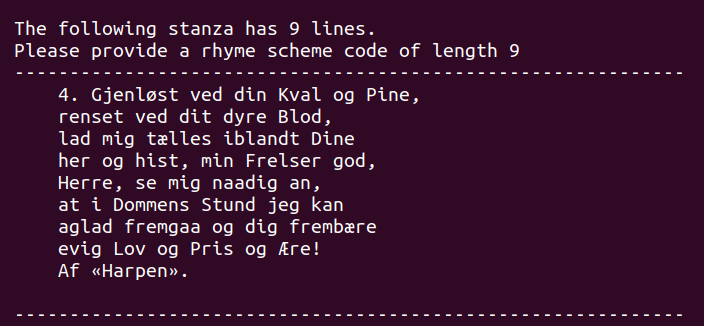 The following stanza has 9 lines.
Please provide a rhyme scheme code of length 9
----------------------------------------------------------------
4. Gjenløst ved din Kval og Pine,
renset ved dit dyre Blod,
lad mig tælles iblandt Dine
her og hist, min Frelser god,
Herre, se mig naadig an,
at i Dommens Stund jeg kan
aglad fremgaa og dig frembære
evig Lov og Pris og Ære!
Af «Harpen».
----------------------------------------------------------------